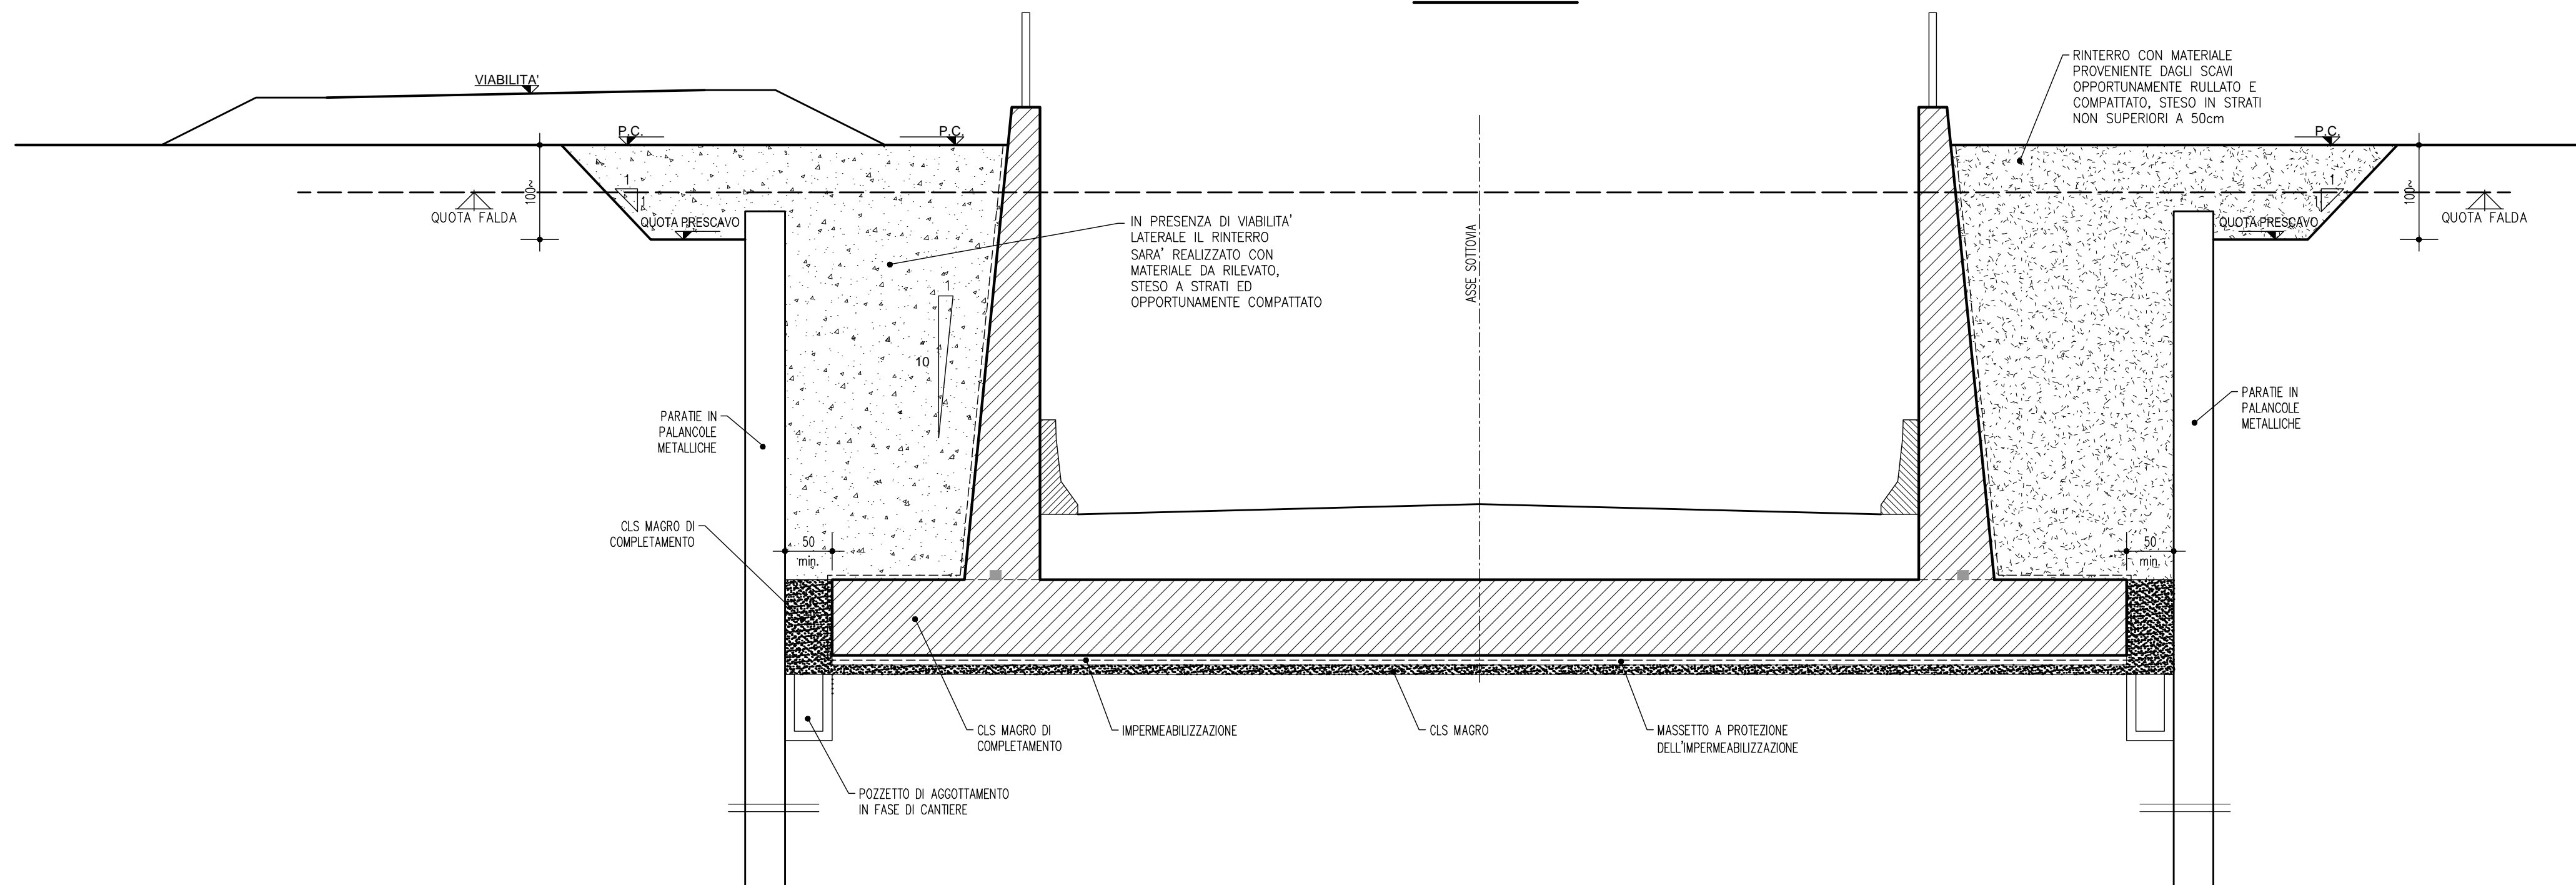 VIABILITA'
P.C.
P.C.
100~
1
1
QUOTA FALDA
QUOTA PRESCAVO
IN PRESENZA DI VIABILITA'
LATERALE IL RINTERRO
SARA' REALIZZATO CON
MATERIALE DA RILEVATO,
STESO A STRATI ED
OPPORTUNAMENTE COMPATTATO
1
10
ASSE SOTTOVIA
RINTERRO CON MATERIALE
PROVENIENTE DAGLI SCAVI
OPPORTUNAMENTE RULLATO E
COMPATTATO, STESO IN STRATI
NON SUPERIORI A 50cm
P.C.
1
1
100~
QUOTA PRESCAVO
QUOTA FALDA
PARATIE IN
PALANCOLE
METALLICHE
PARATIE IN
PALANCOLE
METALLICHE
CLS MAGRO DI
COMPLETAMENTO
50
min.
50
min.
CLS MAGRO DI
COMPLETAMENTO
IMPERMEABILIZZAZIONE
CLS MAGRO
MASSETTO A PROTEZIONE
DELL'IMPERMEABILIZZAZIONE
POZZETTO DI AGGOTTAMENTO
IN FASE DI CANTIERE